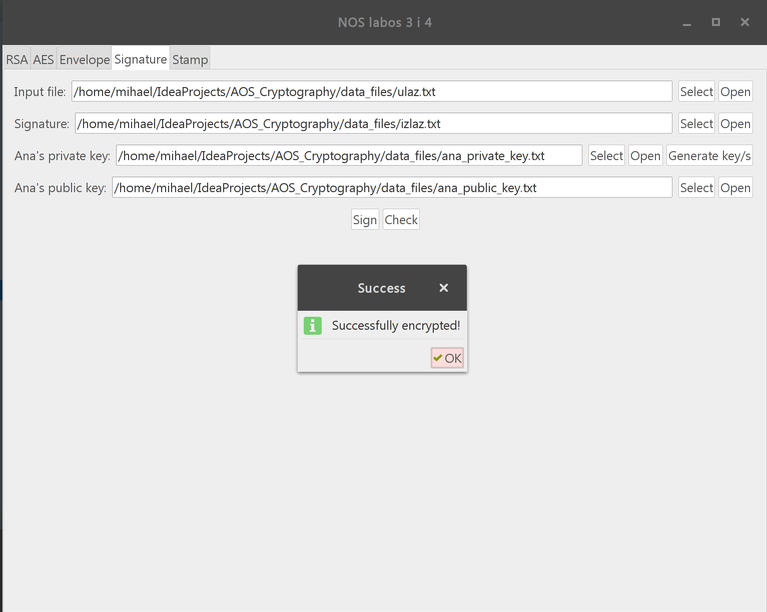 NOS labos 3 i 4
RSA AES Envelope Signature Stamp
Input file: /home/mihael/IdeaProjects/AOS_Cryptography/data_files/ulaz.txt Select Open
Signature: /home/mihael/IdeaProjects/AOS_Cryptography/data_files/izlaz.txt Select Open
Ana's private key: /home/mihael/IdeaProjects/AOS_Cryptography/data_files/ana_private_key.txt Select Open Generate key/s
Ana's public key: /home/mihael/IdeaProjects/AOS_Cryptography/data_files/ana_public_key.txt Select Open
Sign Check
Success
Successfully encrypted!
OK